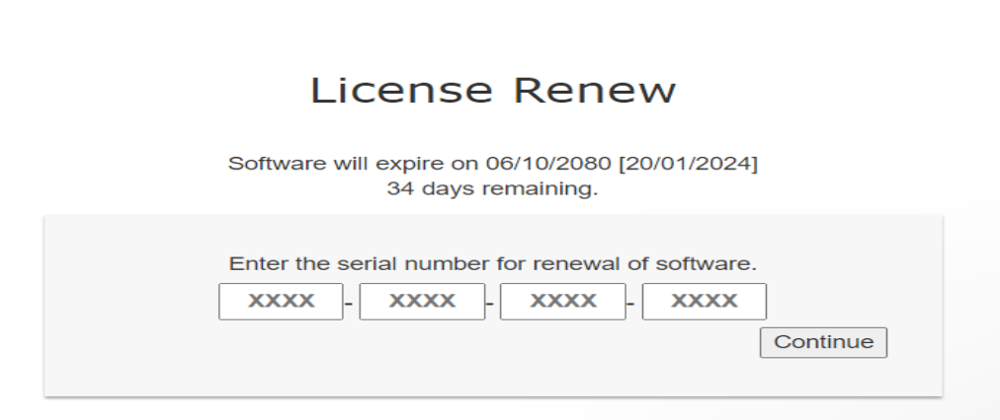 License Renew
Software will expire on 06/10/2080 [20/01/2024]
34 days remaining.
Enter the serial number for renewal of software.
XXXX - XXXX - XXXX - XXXX
Continue